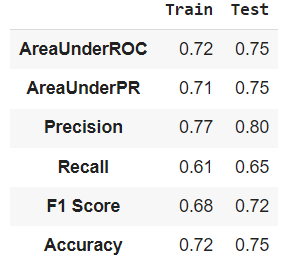 Train Test
AreaUnderROC 0.72 0.75
AreaUnderPR 0.71 0.75
Precision 0.77 0.80
Recall 0.61 0.65
F1 Score 0.68 0.72
Accuracy 0.72 0.75